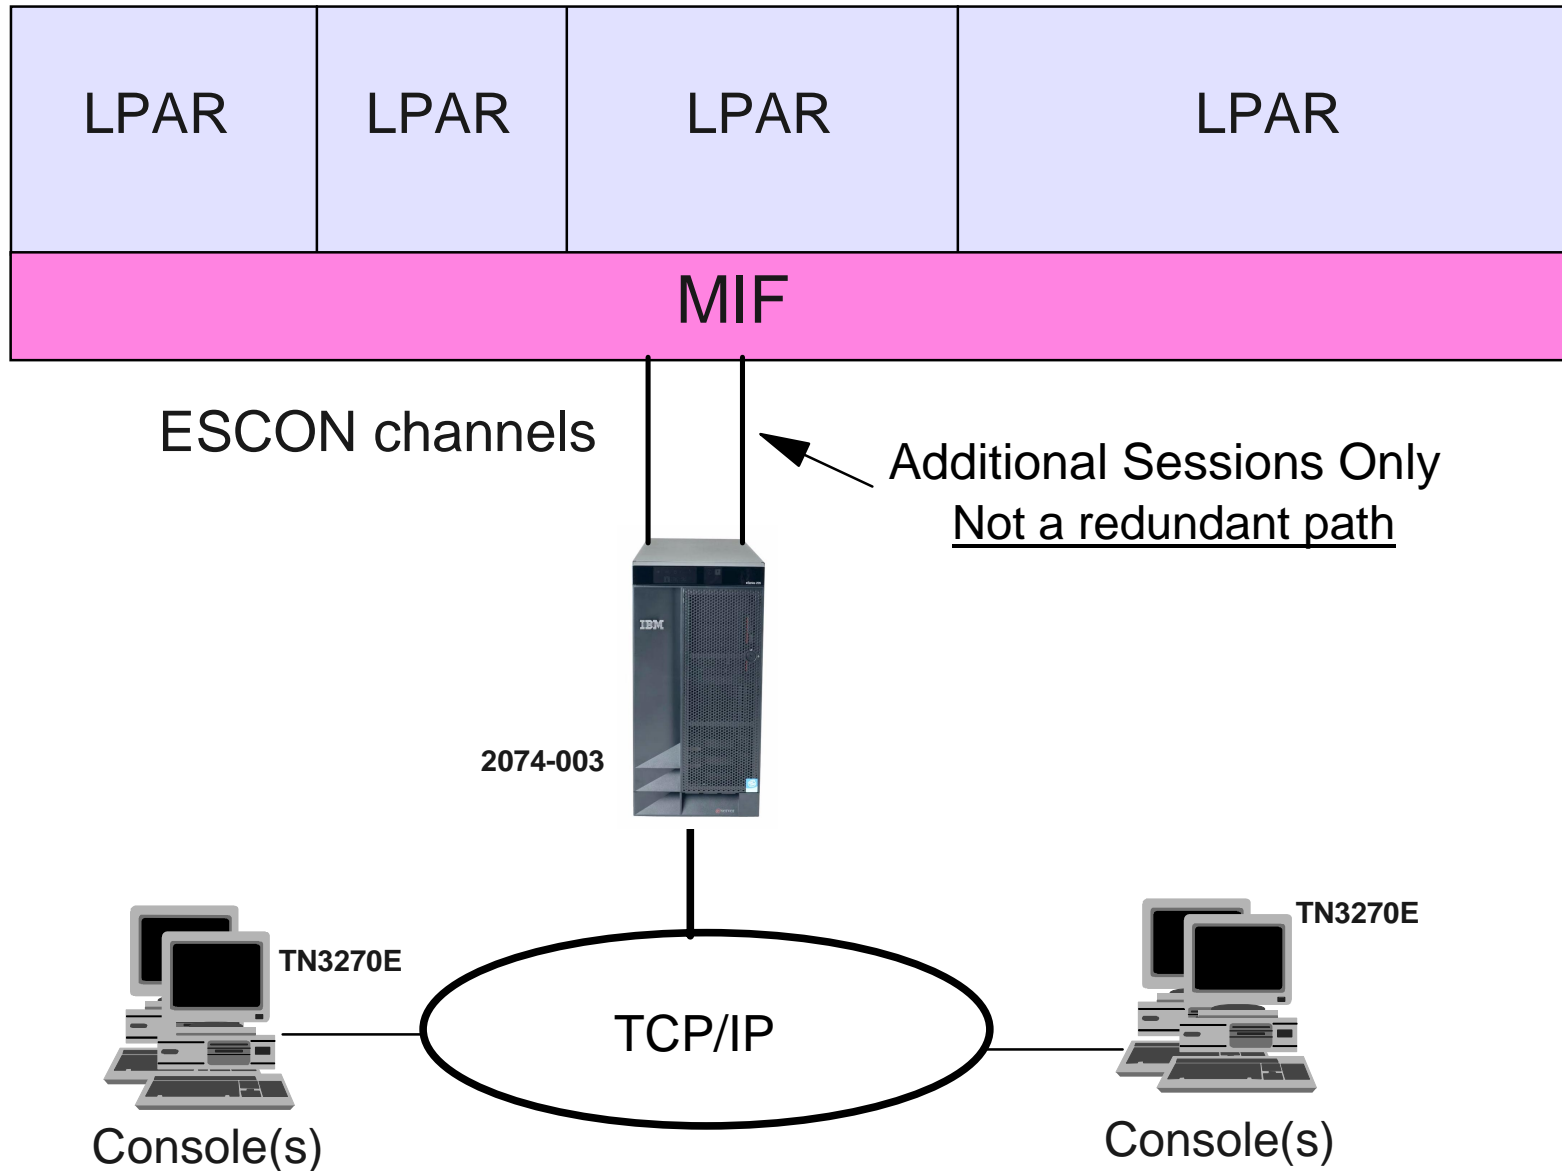 LPAR LPAR LPAR LPAR
MIF
ESCON channels
Additional Sessions Only
Not a redundant path
IBM
2074-003
TN3270E
TN3270E
TCP/IP
Console(s)
Console(s)